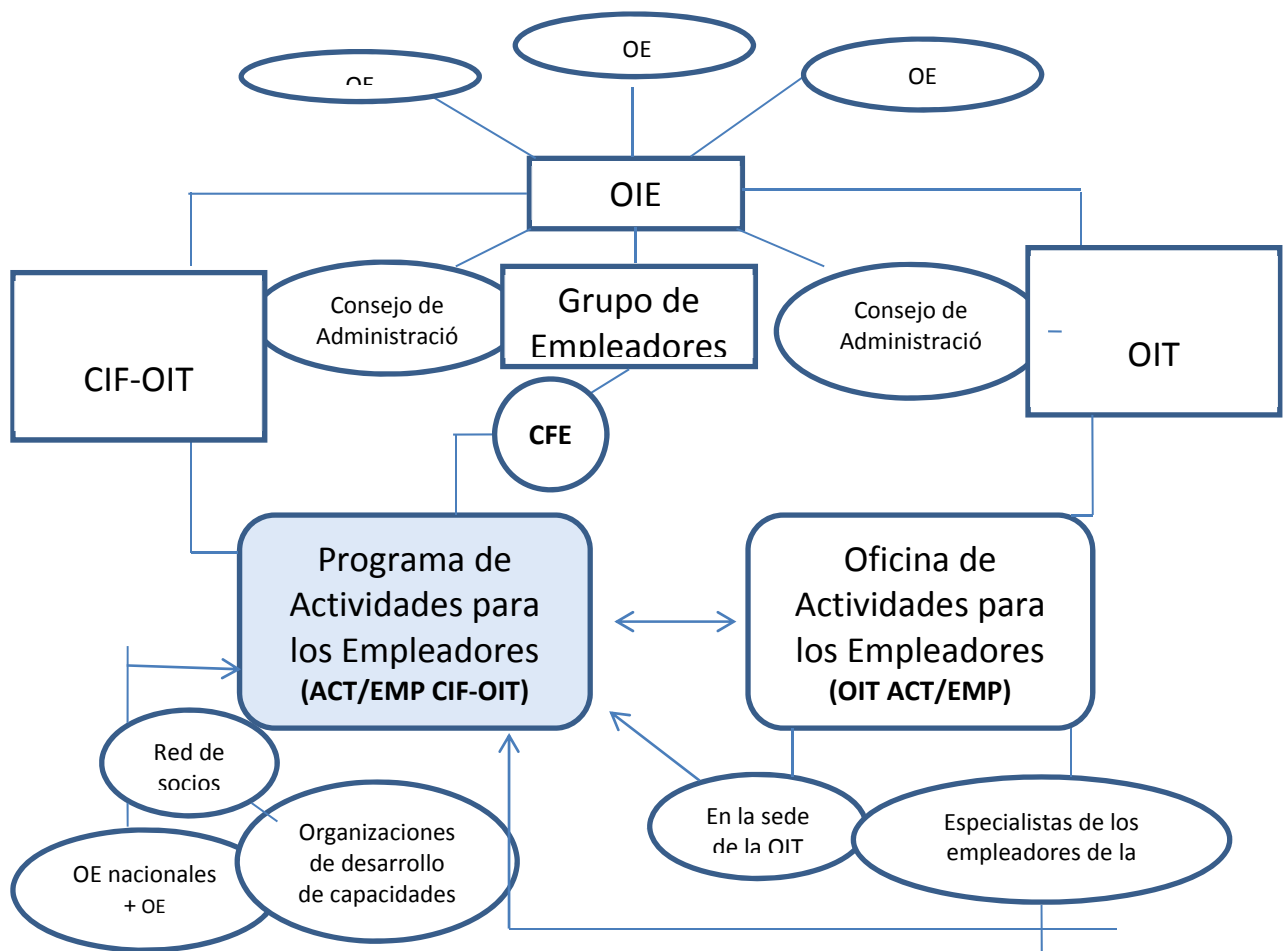 OE
OE
OE
OIE
Consejo de
Administració
Grupo de
Empleadores
Consejo de
Administració
CIF-OIT
OIT
CFE
Programa de
Actividades para
los Empleadores
(ACT/EMP CIF-OIT)
Oficina de
Actividades para
los Empleadores
(OIT ACT/EMP)
Red de
socios
Organizaciones
de desarrollo
de capacidades
OE nacionales
+ OE
En la sede
de la OIT
Especialistas de los
empleadores de la